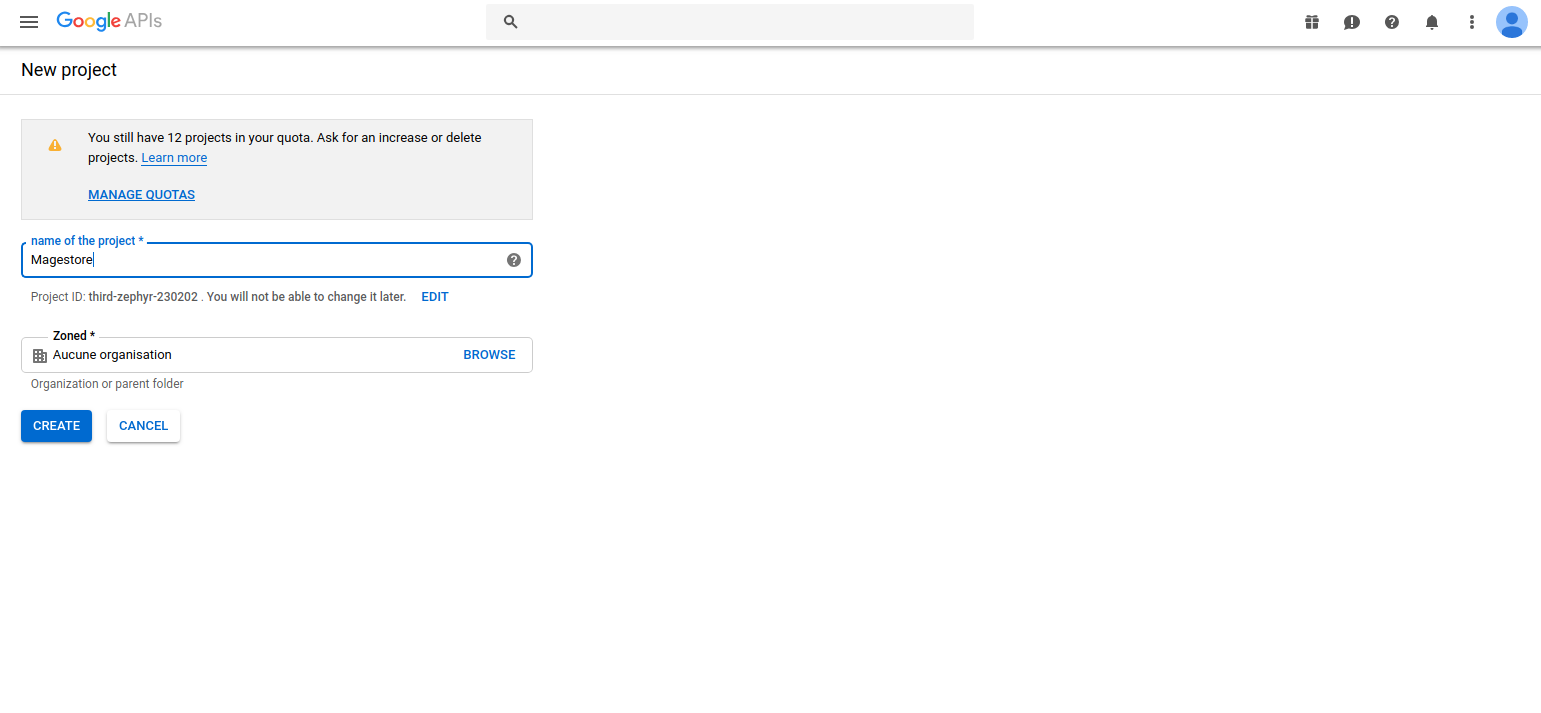 Google APIs
New project
You still have 12 projects in your quota. Ask for an increase or delete
projects. Learn more
MANAGE QUOTAS
name of the project *
Magestore
Project ID: third-zephyr-230202 . You will not be able to change it later. EDIT
Zoned *
Aucune organisation BROWSE
Organization or parent folder
CREATE CANCEL